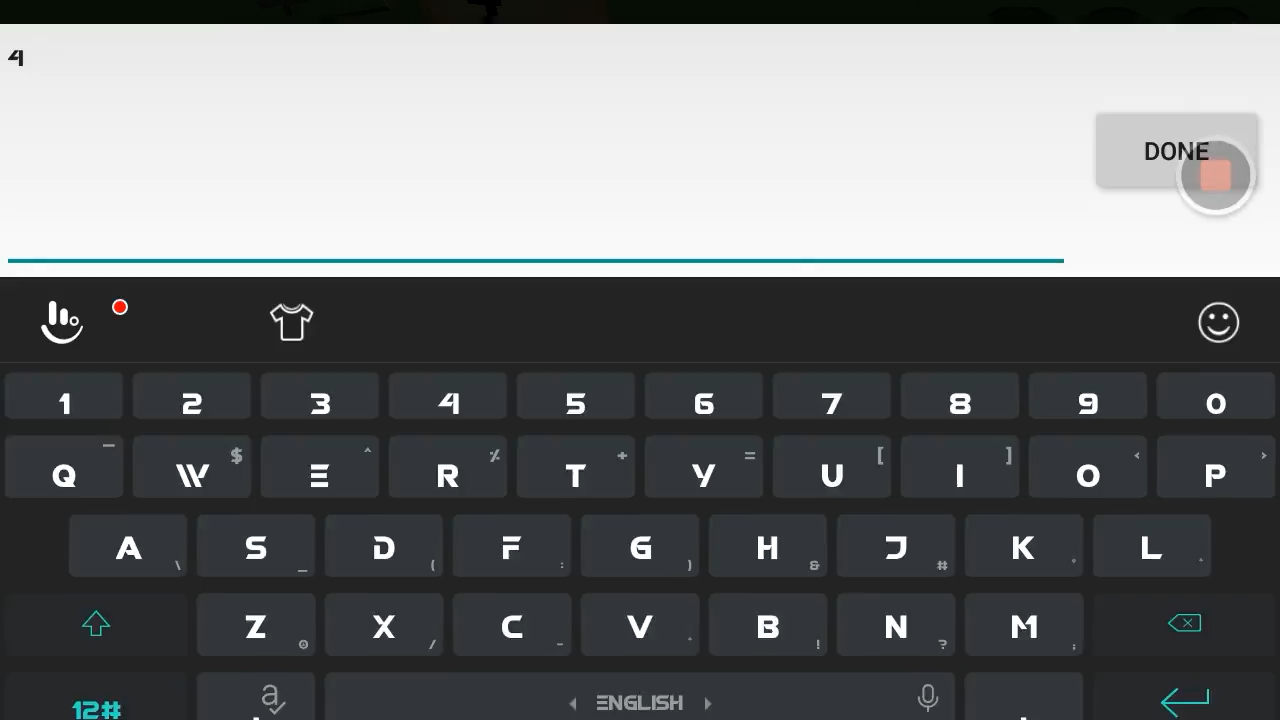 4
DONE
1 2 3 4 5 6 7 8 9 0
Q – W $ E ^ R % T + Y = U [ I ] O < P >
A \ S _ D ( F : G ) H & J # K L
Z X / C - V B ! N ? M ;
12# a ENGLISH